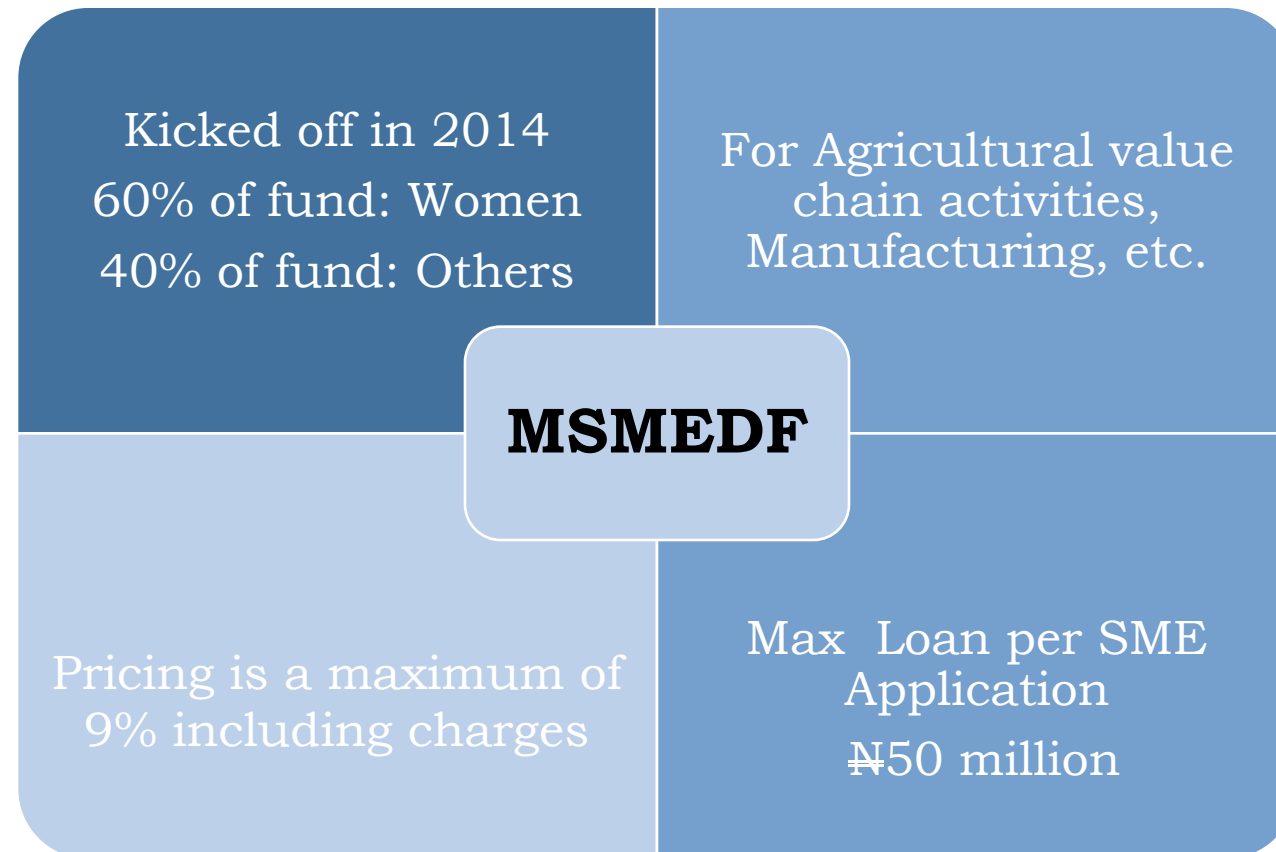 Kicked off in 2014
60% of fund: Women
40% of fund: Others
For Agricultural value
chain activities,
Manufacturing, etc.
MSMEDF
Pricing is a maximum of
9% including charges
Max  Loan per SME
Application
₦50 million